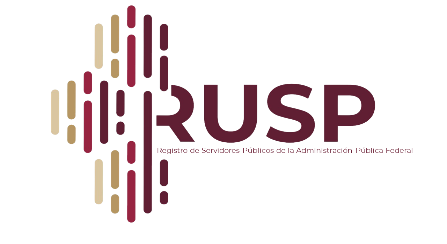 RUSP
Registro de Servidores Públicos de la Administración Pública Federal